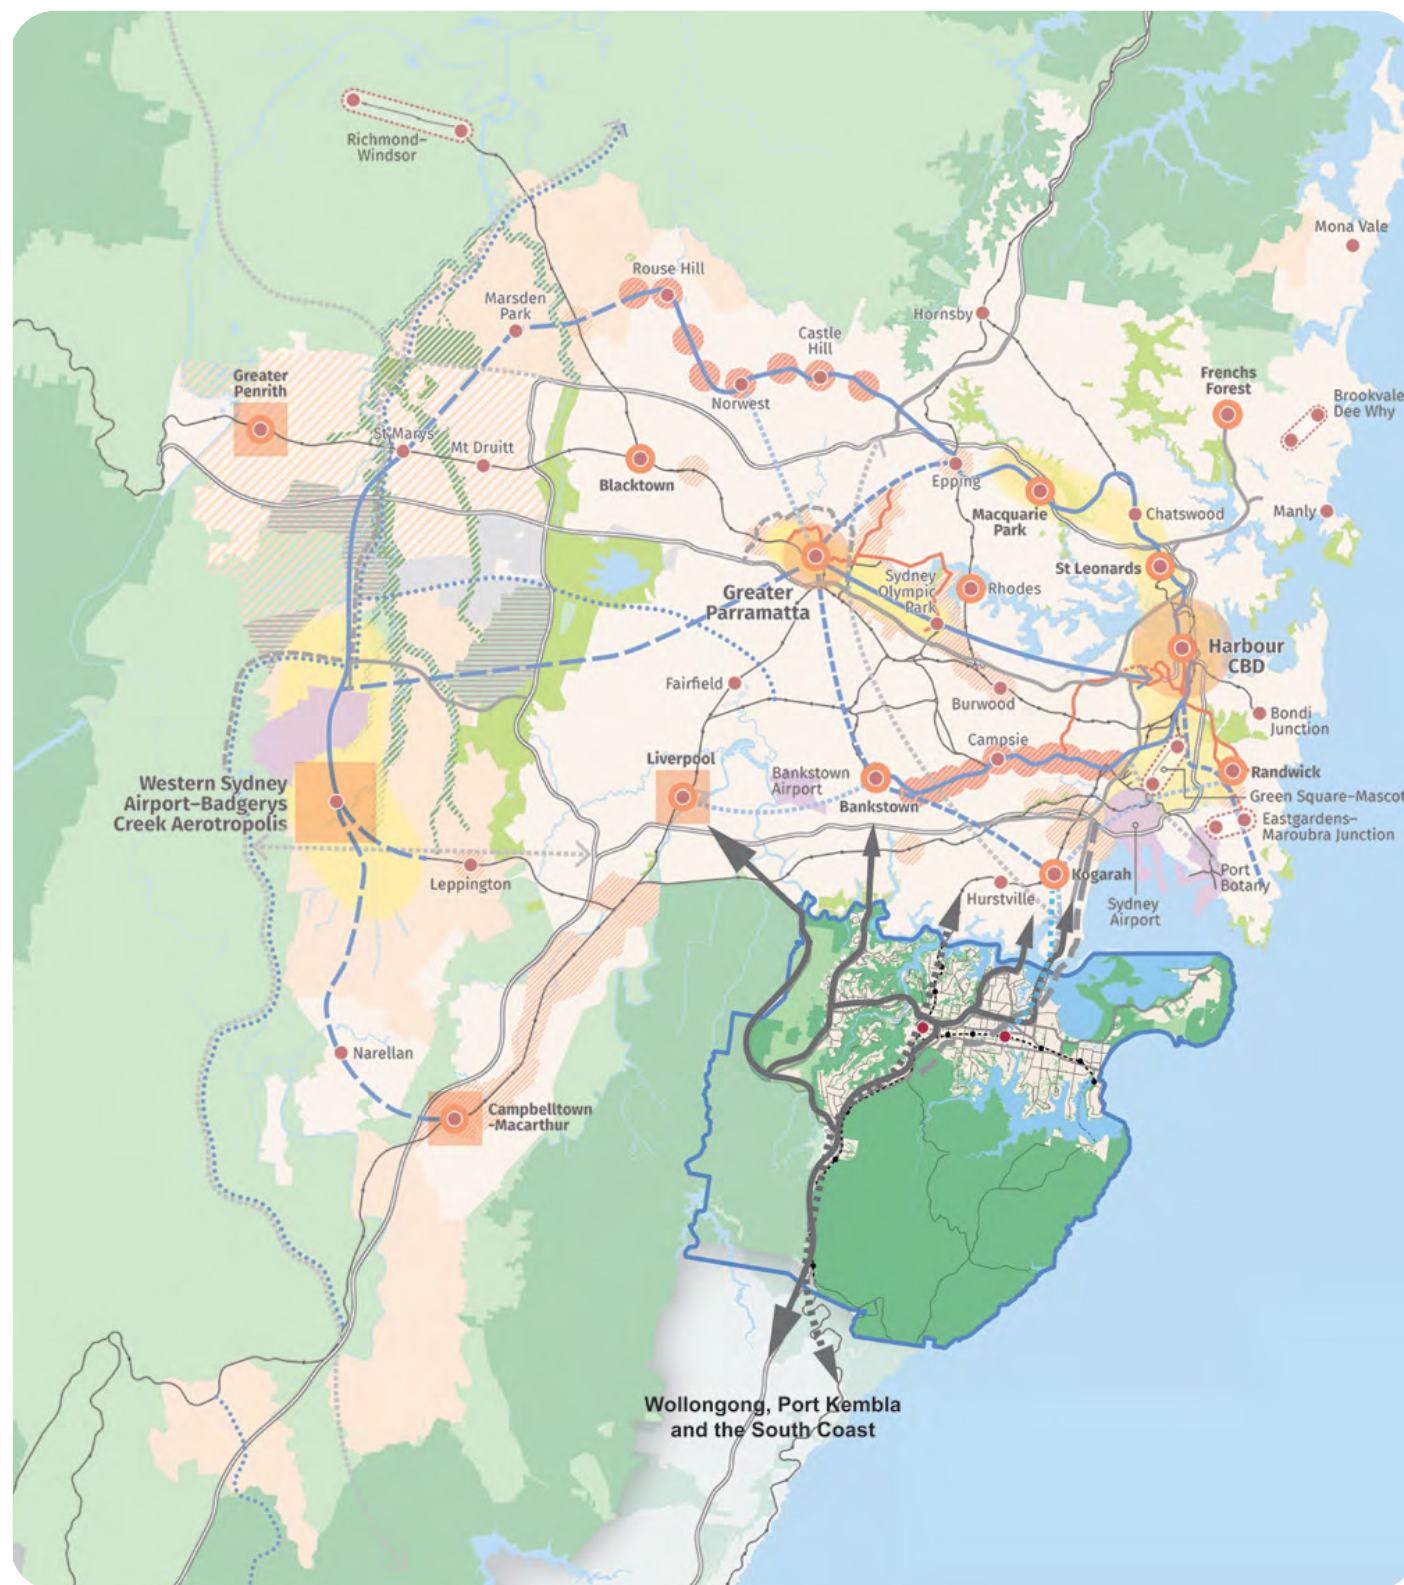 Richmond–
Windsor
Mona Vale
Rouse Hill
Marsden
Park
Hornsby
Castle
Hill
Greater
Penrith
Frenchs
Forest
Norwest
Brookvale
Dee Why
St Marys
Mt Druitt
Blacktown
Epping
Macquarie
Park
Chatswood
Manly
St Leonards
Sydney
Olympic
Park
Rhodes
Greater
Parramatta
Harbour
CBD
Fairfield
Burwood
Bondi
Junction
Campsie
Liverpool
Bankstown
Airport
Bankstown
Randwick
Western Sydney
Airport–Badgerys
Creek Aerotropolis
Green Square–Mascot
Eastgardens–
Maroubra Junction
Leppington
Kogarah
Port
Botany
Hurstville
Sydney
Airport
Narellan
Campbelltown
-Macarthur
Wollongong, Port Kembla
and the South Coast